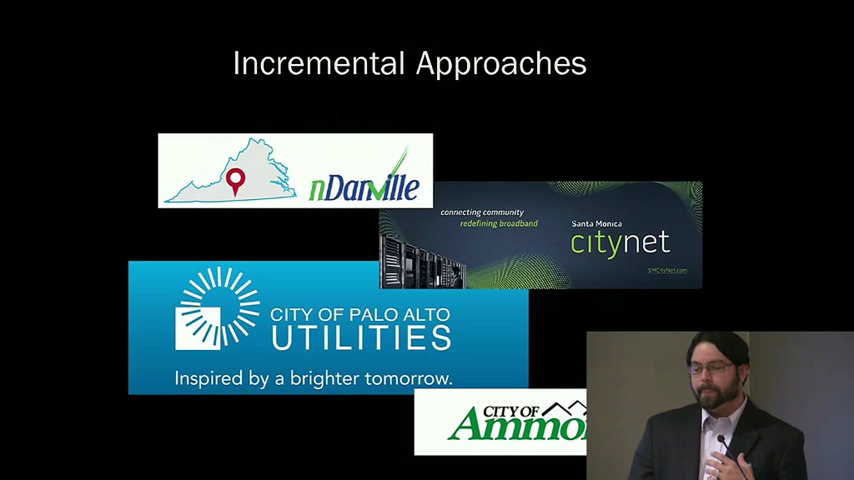 Incremental Approaches
nDanville
connecting community
redefining broadband
Santa Monica
citynet
SMCityNet.com
CITY OF PALO ALTO
UTILITIES
Inspired by a brighter tomorrow.
CITY OF